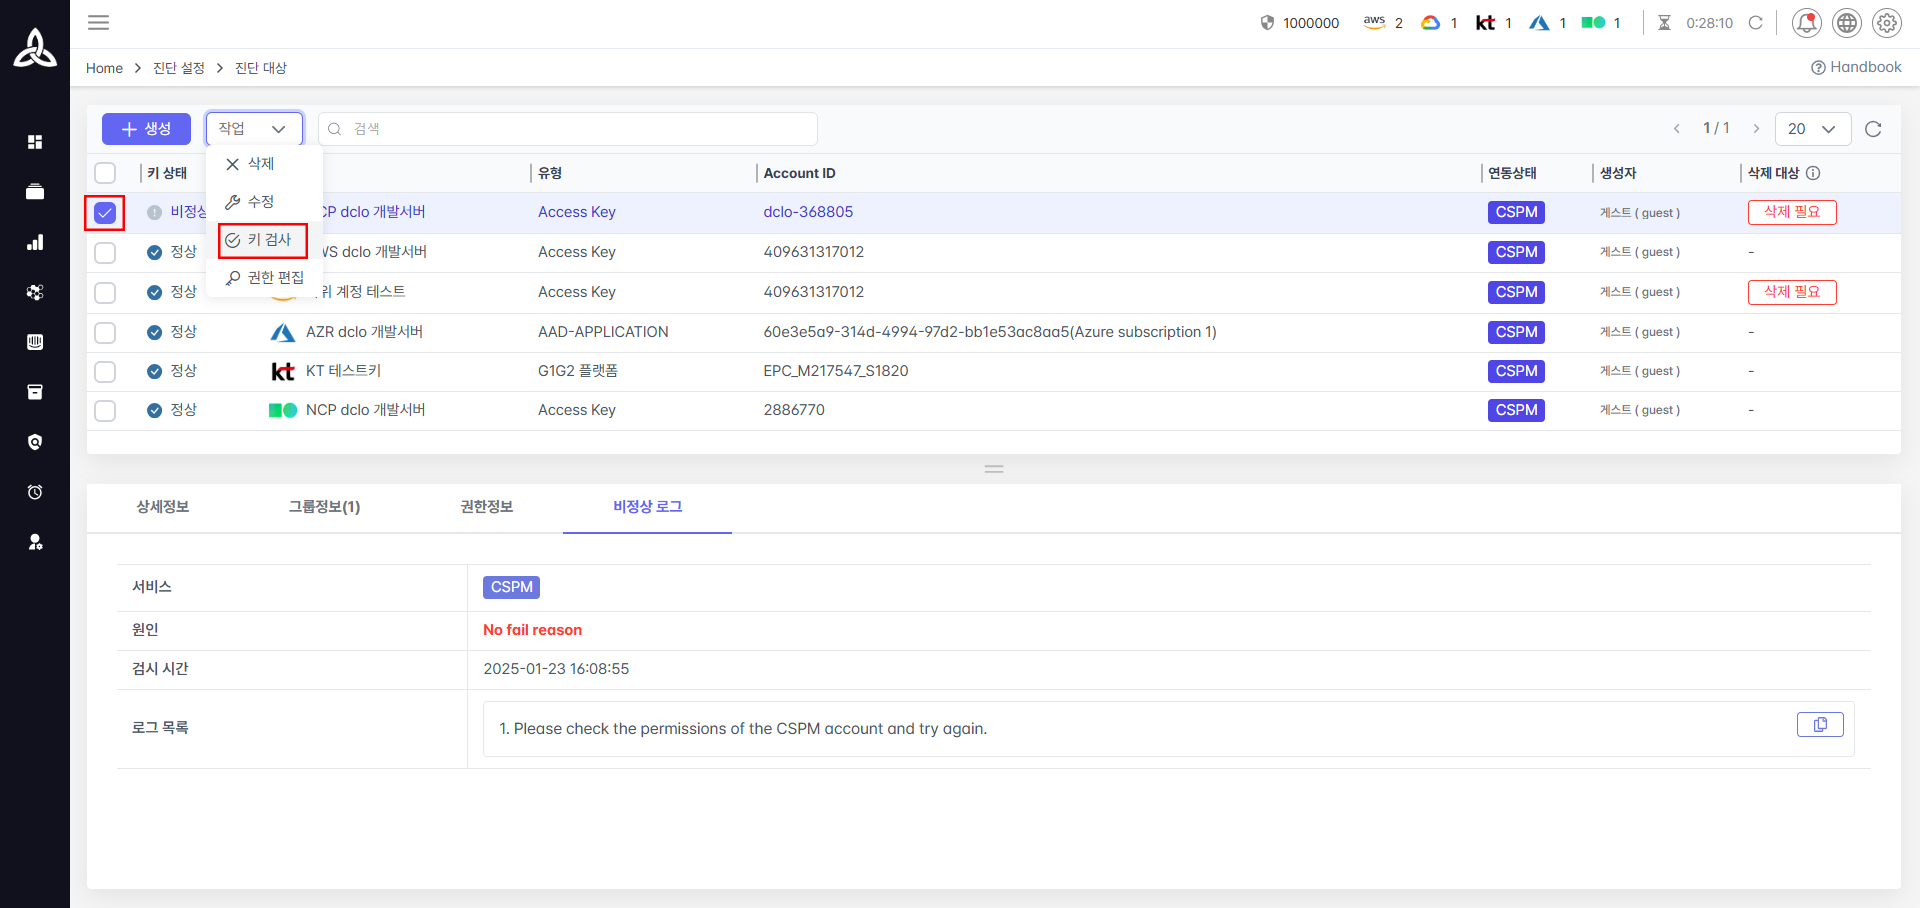 1000000 aws 2 1 kt 1 1 1 0:28:10
Home > 진단 설정 > 진단 대상
Handbook
+ 생성 작업 검색 1 / 1 20
삭제
수정
키 검사
권한 편집
키 상태 유형 Account ID 연동상태 생성자 삭제 대상
비정상 CP dclo 개발서버 Access Key dclo-368805 CSPM 게스트 ( guest ) 삭제 필요
정상 WS dclo 개발서버 Access Key 409631317012 CSPM 게스트 ( guest ) -
정상 위 계정 테스트 Access Key 409631317012 CSPM 게스트 ( guest ) 삭제 필요
정상 AZR dclo 개발서버 AAD-APPLICATION 60e3e5a9-314d-4994-97d2-bb1e53ac8aa5(Azure subscription 1) CSPM 게스트 ( guest ) -
정상 kt KT 테스트키 G1G2 플랫폼 EPC_M217547_S1820 CSPM 게스트 ( guest ) -
정상 NCP dclo 개발서버 Access Key 2886770 CSPM 게스트 ( guest ) -
상세정보 그룹정보(1) 권한정보 비정상 로그
서비스 CSPM
원인 No fail reason
검시 시간 2025-01-23 16:08:55
로그 목록 1. Please check the permissions of the CSPM account and try again.